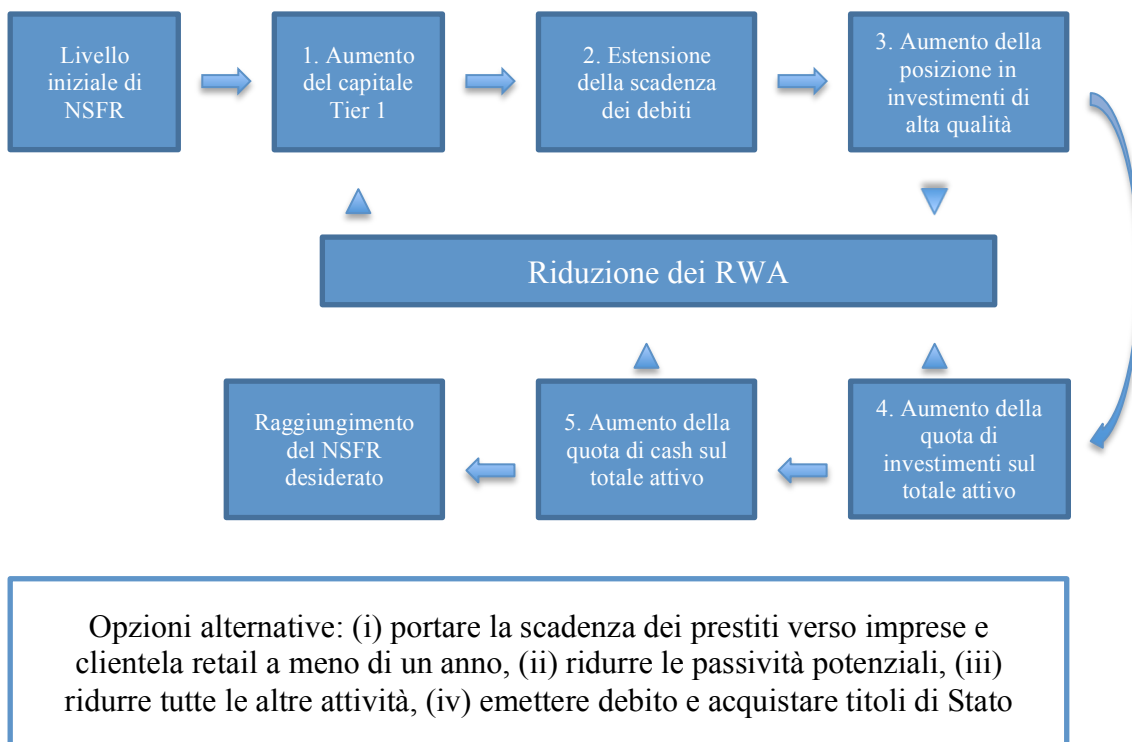 Livello
iniziale di
NSFR
1. Aumento
del capitale
Tier 1
2. Estensione
della scadenza
dei debiti
3. Aumento della
posizione in
investimenti di
alta qualità
Riduzione dei RWA
Raggiungimento
del NSFR
desiderato
5. Aumento della
quota di cash sul
totale attivo
4. Aumento della
quota di
investimenti sul
totale attivo
Opzioni alternative: (i) portare la scadenza dei prestiti verso imprese e
clientela retail a meno di un anno, (ii) ridurre le passività potenziali, (iii)
ridurre tutte le altre attività, (iv) emettere debito e acquistare titoli di Stato